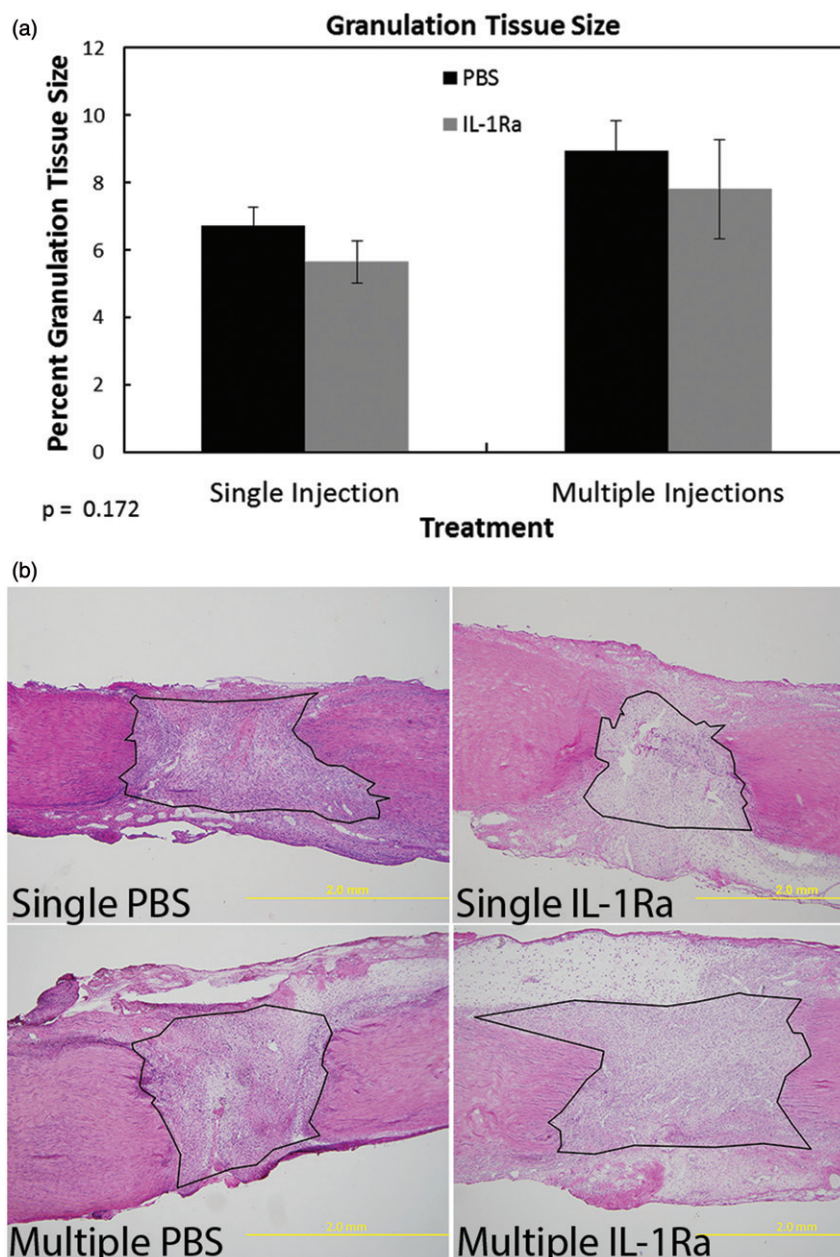 (a)
Granulation Tissue Size
12
10
8
6
4
2
0
Percent Granulation Tissue Size
PBS
IL-1Ra
Single Injection
Multiple Injections
p = 0.172
Treatment
(b)
Single PBS
2.0 mm
Single IL-1Ra
2.0 mm
Multiple PBS
2.0 mm
Multiple IL-1Ra
2.0 mm